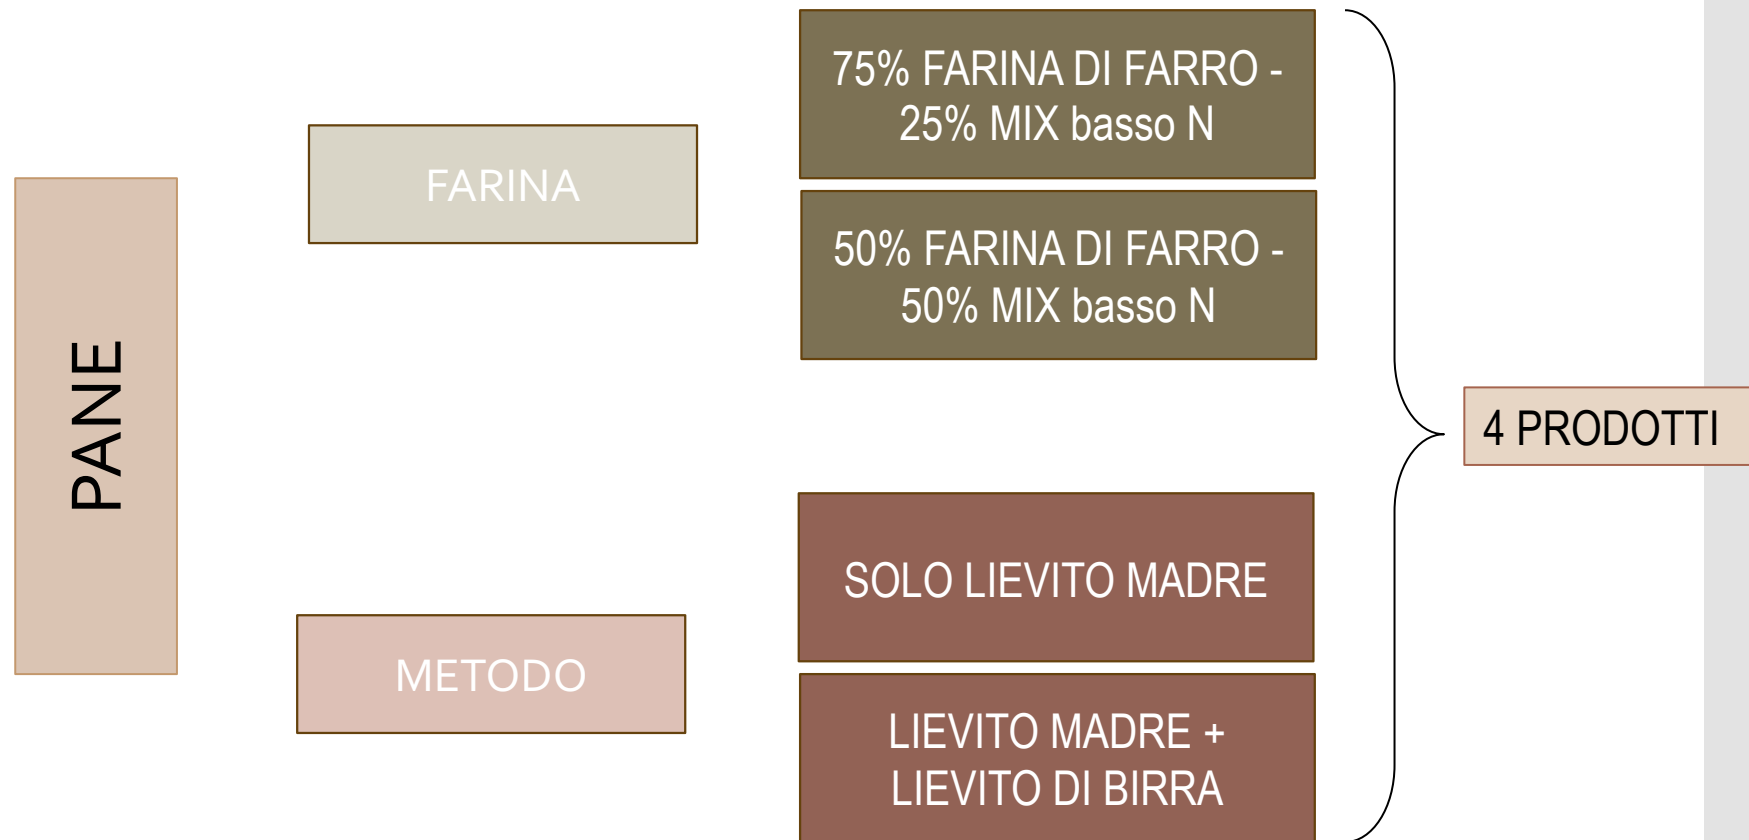 PANE
FARINA
75% FARINA DI FARRO -
25% MIX basso N
50% FARINA DI FARRO -
50% MIX basso N
METODO
SOLO LIEVITO MADRE
LIEVITO MADRE +
LIEVITO DI BIRRA
4 PRODOTTI